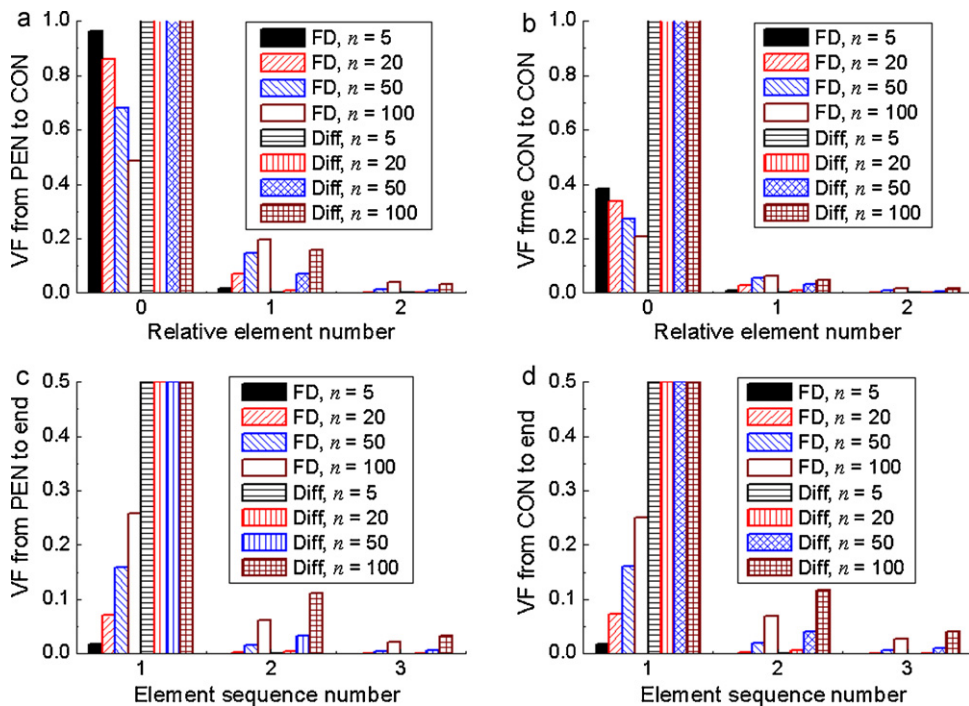 a
VF from PEN to CON
1.0
0.8
0.6
0.4
0.2
0.0
FD, n = 5
FD, n = 20
FD, n = 50
FD, n = 100
Diff, n = 5
Diff, n = 20
Diff, n = 50
Diff, n = 100
0 1 2
Relative element number
b
VF frme CON to CON
1.0
0.8
0.6
0.4
0.2
0.0
FD, n = 5
FD, n = 20
FD, n = 50
FD, n = 100
Diff, n = 5
Diff, n = 20
Diff, n = 50
Diff, n = 100
0 1 2
Relative element number
c
VF from PEN to end
0.5
0.4
0.3
0.2
0.1
0.0
FD, n = 5
FD, n = 20
FD, n = 50
FD, n = 100
Diff, n = 5
Diff, n = 20
Diff, n = 50
Diff, n = 100
1 2 3
Element sequence number
d
VF from CON to end
0.5
0.4
0.3
0.2
0.1
0.0
FD, n = 5
FD, n = 20
FD, n = 50
FD, n = 100
Diff, n = 5
Diff, n = 20
Diff, n = 50
Diff, n = 100
1 2 3
Element sequence number